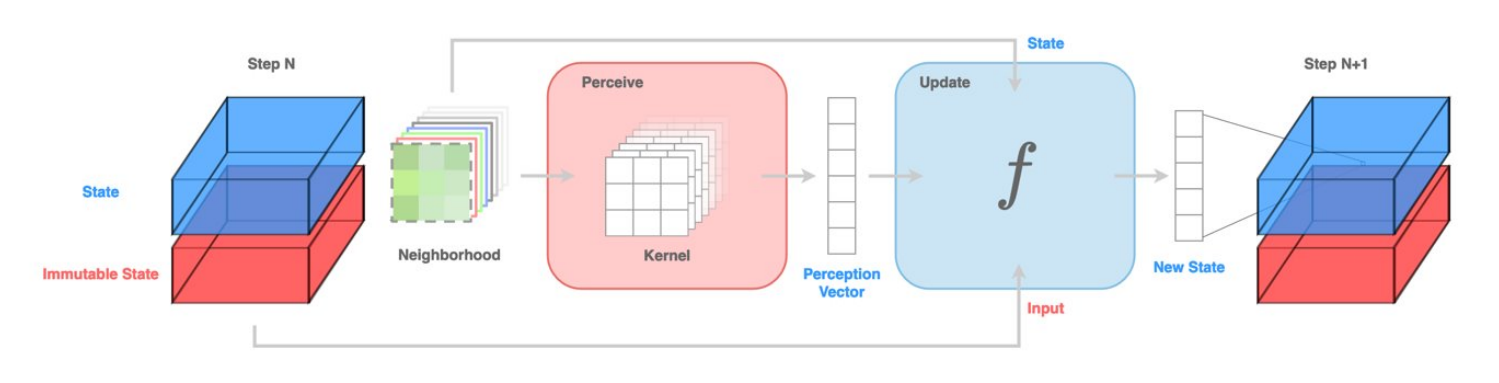 Step N
State
Immutable State
Neighborhood
Perceive
Kernel
Perception
Vector
State
Update
f
Input
New State
Step N+1